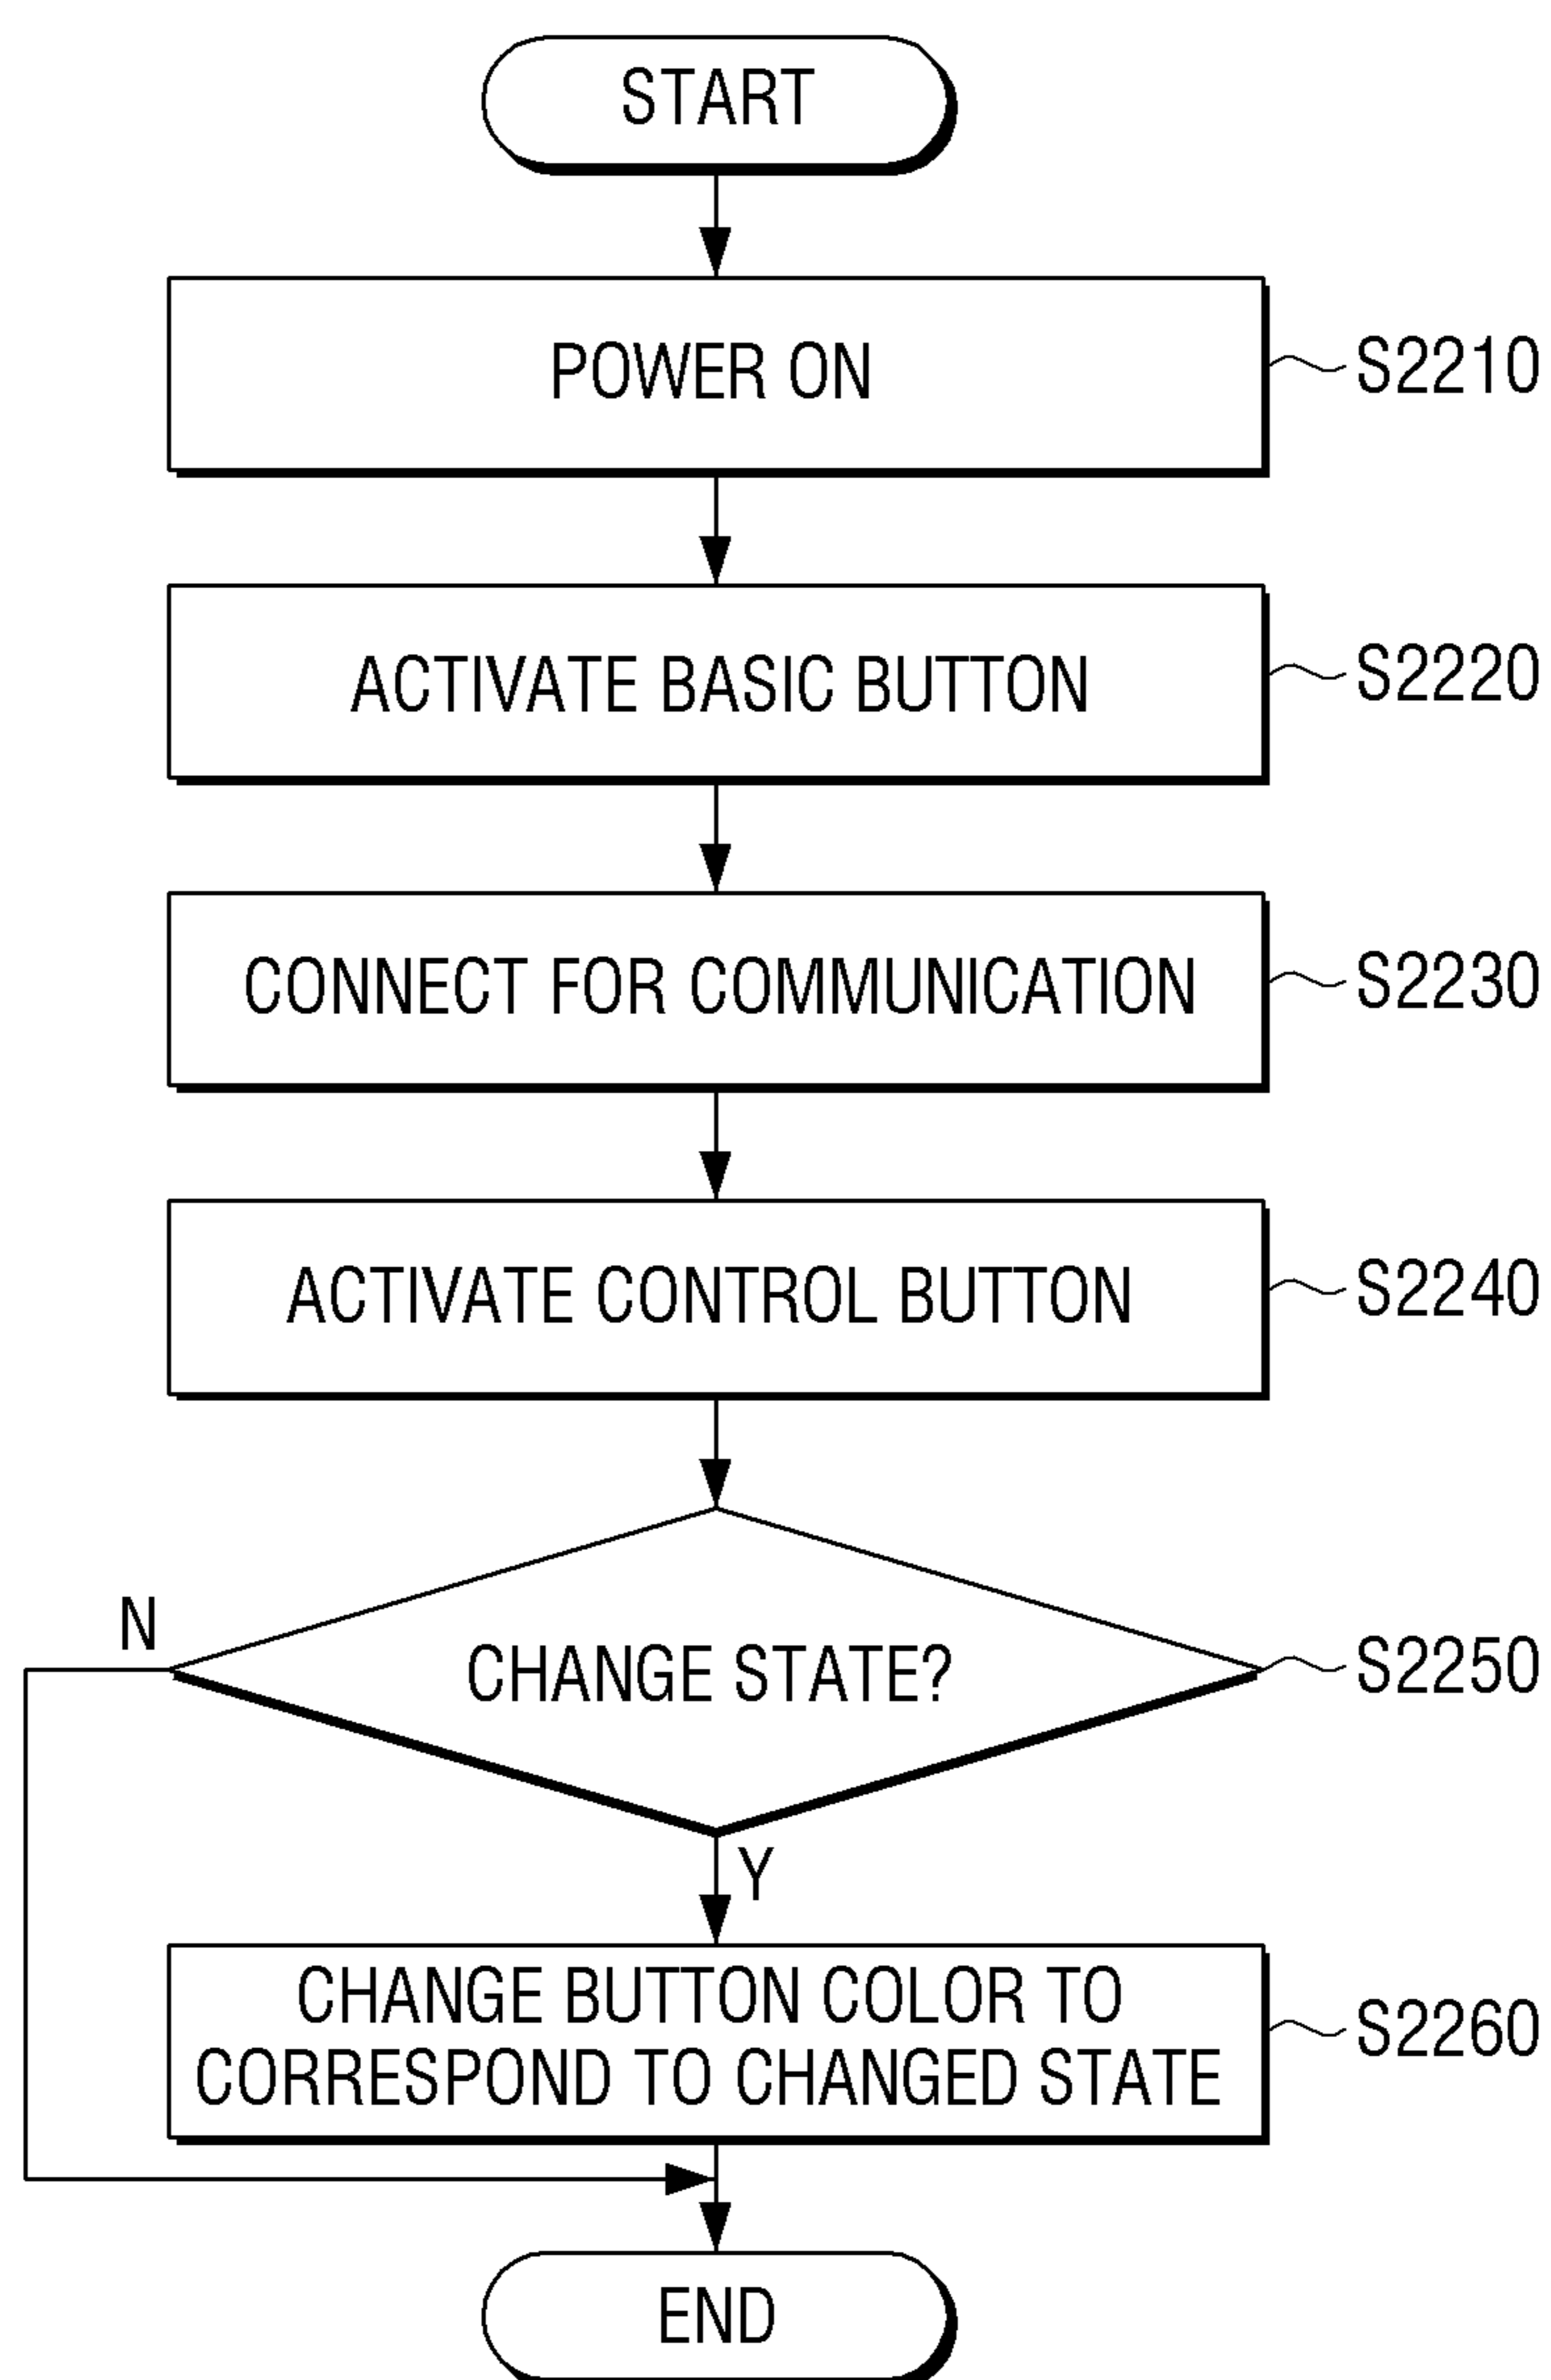 START
POWER ON
S2210
ACTIVATE BASIC BUTTON
S2220
CONNECT FOR COMMUNICATION
S2230
ACTIVATE CONTROL BUTTON
S2240
N
CHANGE STATE?
S2250
Y
CHANGE BUTTON COLOR TO
CORRESPOND TO CHANGED STATE
S2260
END